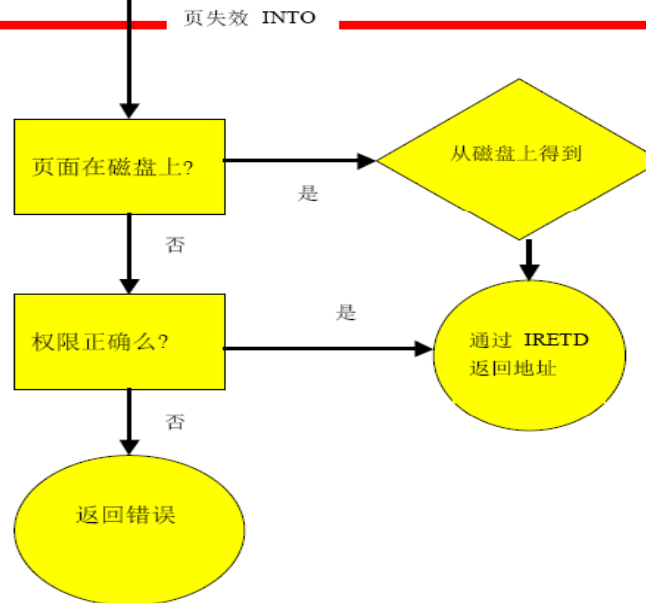 页失效 INTO
页面在磁盘上?
从磁盘上得到
是
否
权限正确么?
是
通过 IRETD
返回地址
否
返回错误